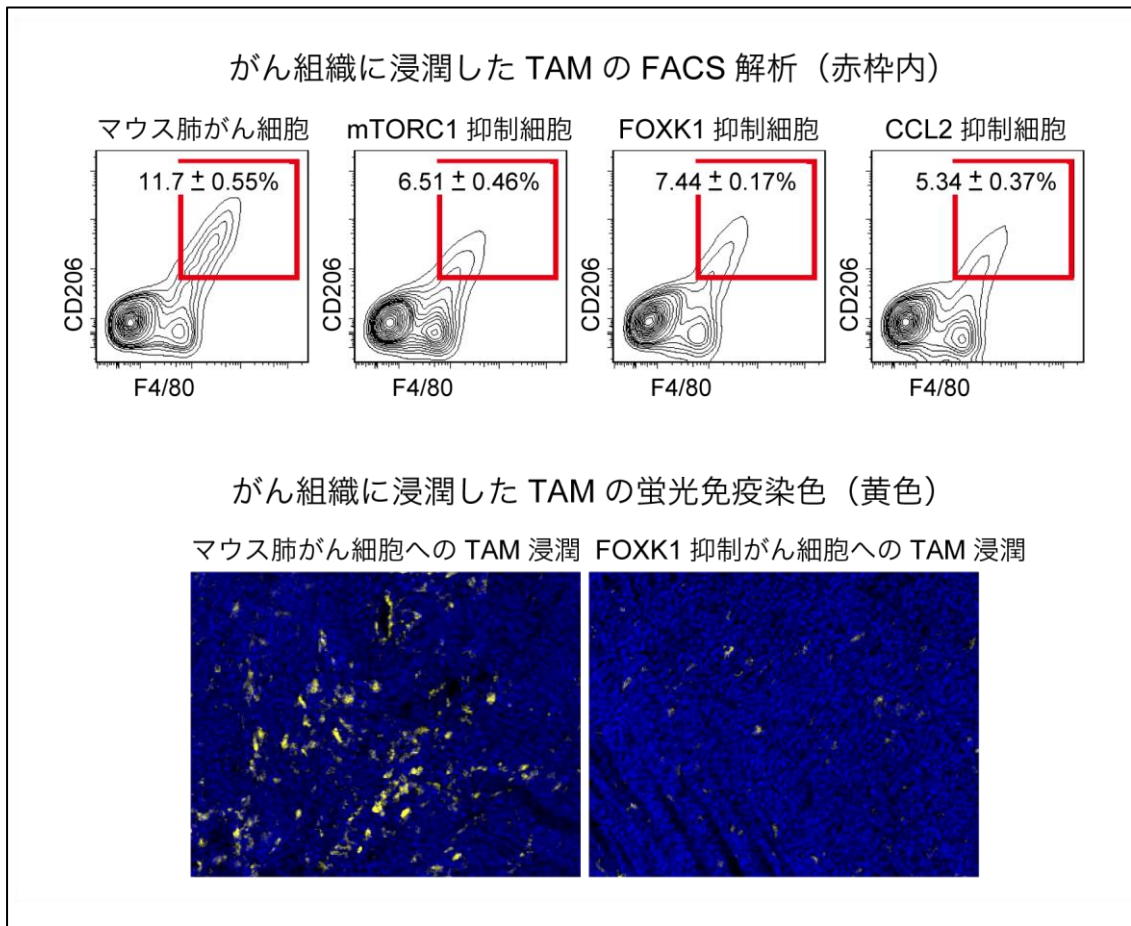 がん組織に浸潤した TAM の FACS 解析（赤枠内）
マウス肺がん細胞
mTORC1 抑制細胞
FOXK1 抑制細胞
CCL2 抑制細胞
11.7 ± 0.55%
6.51 ± 0.46%
7.44 ± 0.17%
5.34 ± 0.37%
CD206
CD206
CD206
CD206
F4/80
F4/80
F4/80
F4/80
がん組織に浸潤した TAM の蛍光免疫染色（黄色）
マウス肺がん細胞への TAM 浸潤
FOXK1 抑制がん細胞への TAM 浸潤